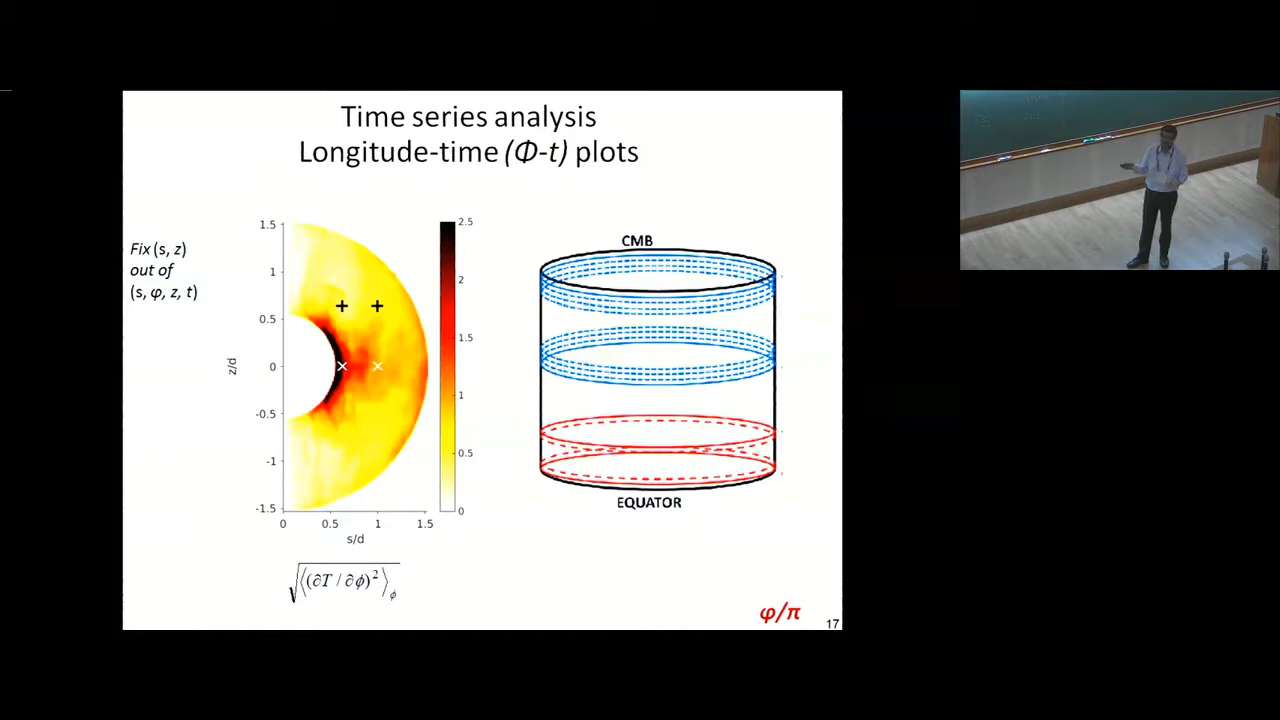 Time series analysis
Longitude-time (Φ-t) plots
Fix (s, z)
out of
(s, φ, z, t)
1.5
1
0.5
0
-0.5
-1
-1.5
z/d
0
0.5
1
1.5
s/d
2.5
2
1.5
1
0.5
0
√⟨(∂T / ∂ϕ)²⟩ϕ
CMB
EQUATOR
φ/π
17